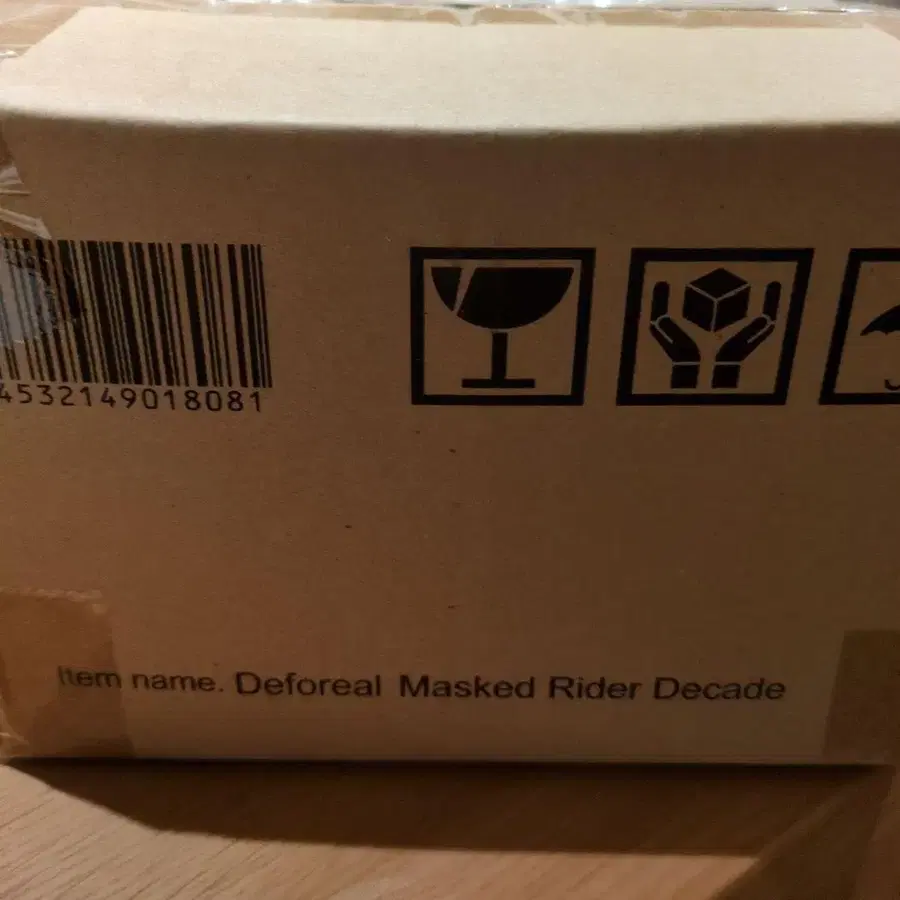 4532149018081
Item name. Deforeal Masked Rider Decade